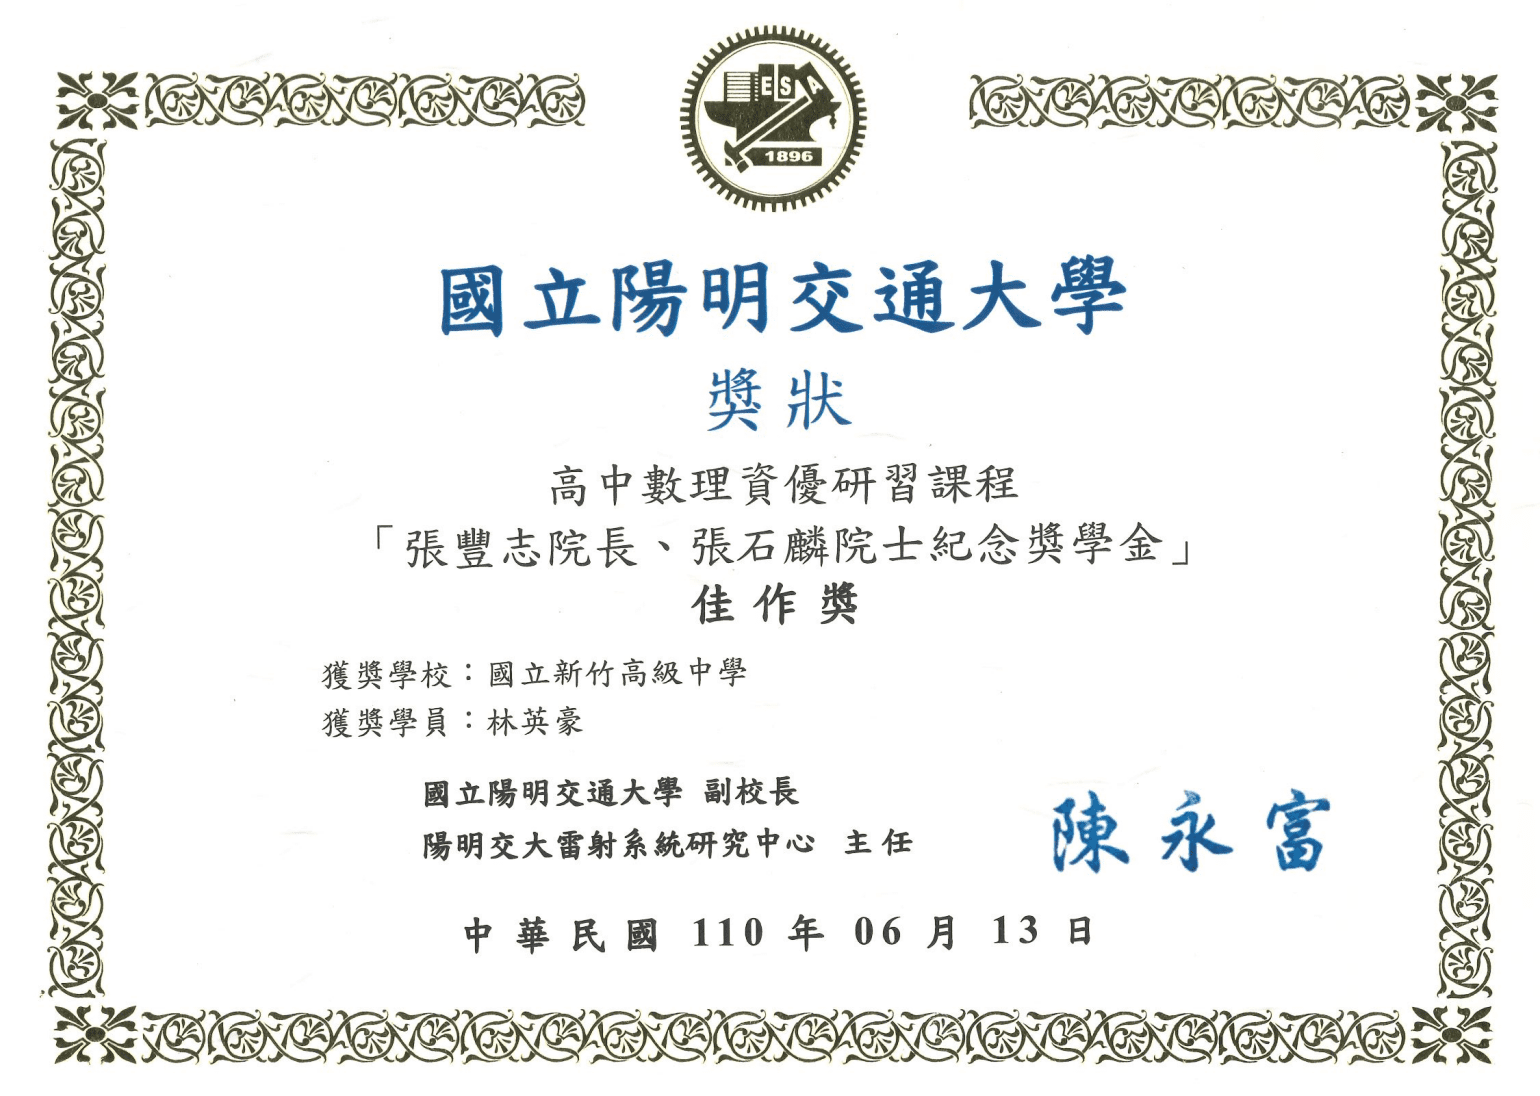 ESA
1896
國立陽明交通大學
獎狀
高中數理資優研習課程
「張豐志院長、張石麟院士紀念獎學金」
佳作獎
獲獎學校：國立新竹高級中學
獲獎學員：林英豪
國立陽明交通大學 副校長
陽明交大雷射系統研究中心 主任
陳永富
中華民國 110 年 06 月 13 日